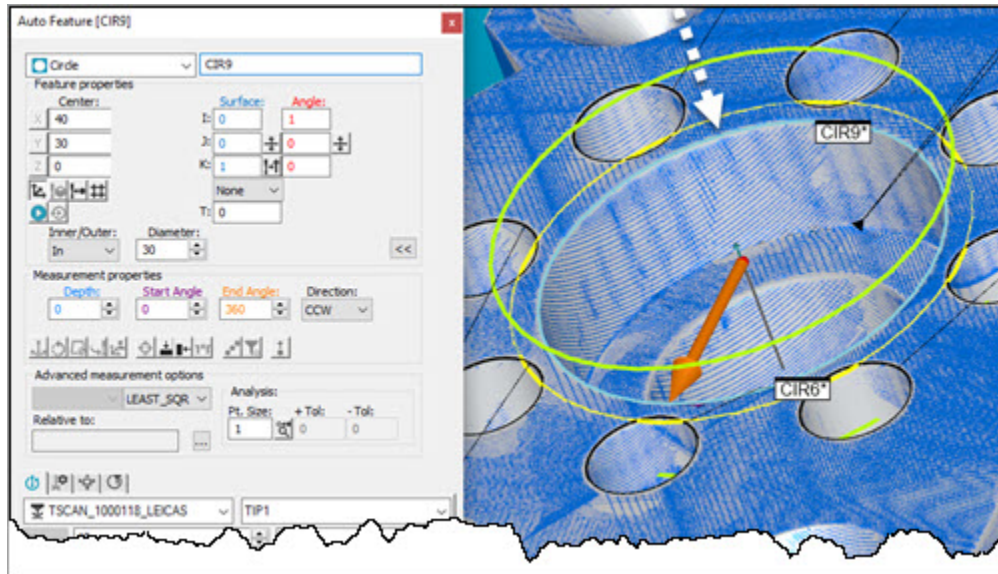 Auto Feature [CIR9]
x
Circle
CIR9
Feature properties
Center:
Surface:
Angle:
X 40
I: 0
1
Y 30
J: 0
0
Z 0
K: 1
0
None
T: 0
Inner/Outer:
Diameter:
In
30
<<
Measurement properties
Depth:
Start Angle
End Angle:
Direction:
0
0
360
CCW
Advanced measurement options
LEAST_SQR
Analysis:
Pt. Size:
+ Tol:
- Tol:
1
0
0
Relative to:
...
TSCAN_1000118_LEICAS
TIP1
CIR9*
CIR6*